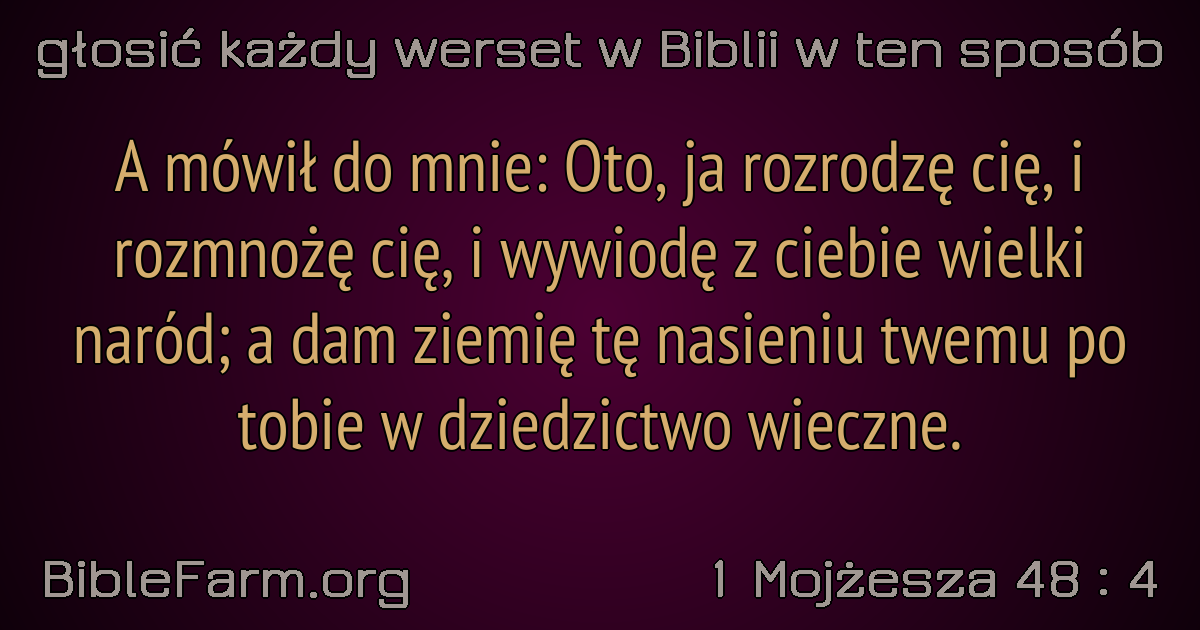 głosić każdy werset w Biblii w ten sposób
A mówił do mnie: Oto, ja rozrodzę cię, i
rozmnożę cię, i wywiodę z ciebie wielki
naród; a dam ziemię tę nasieniu twemu po
tobie w dziedzictwo wieczne.
BibleFarm.org
1 Mojżesza 48 : 4